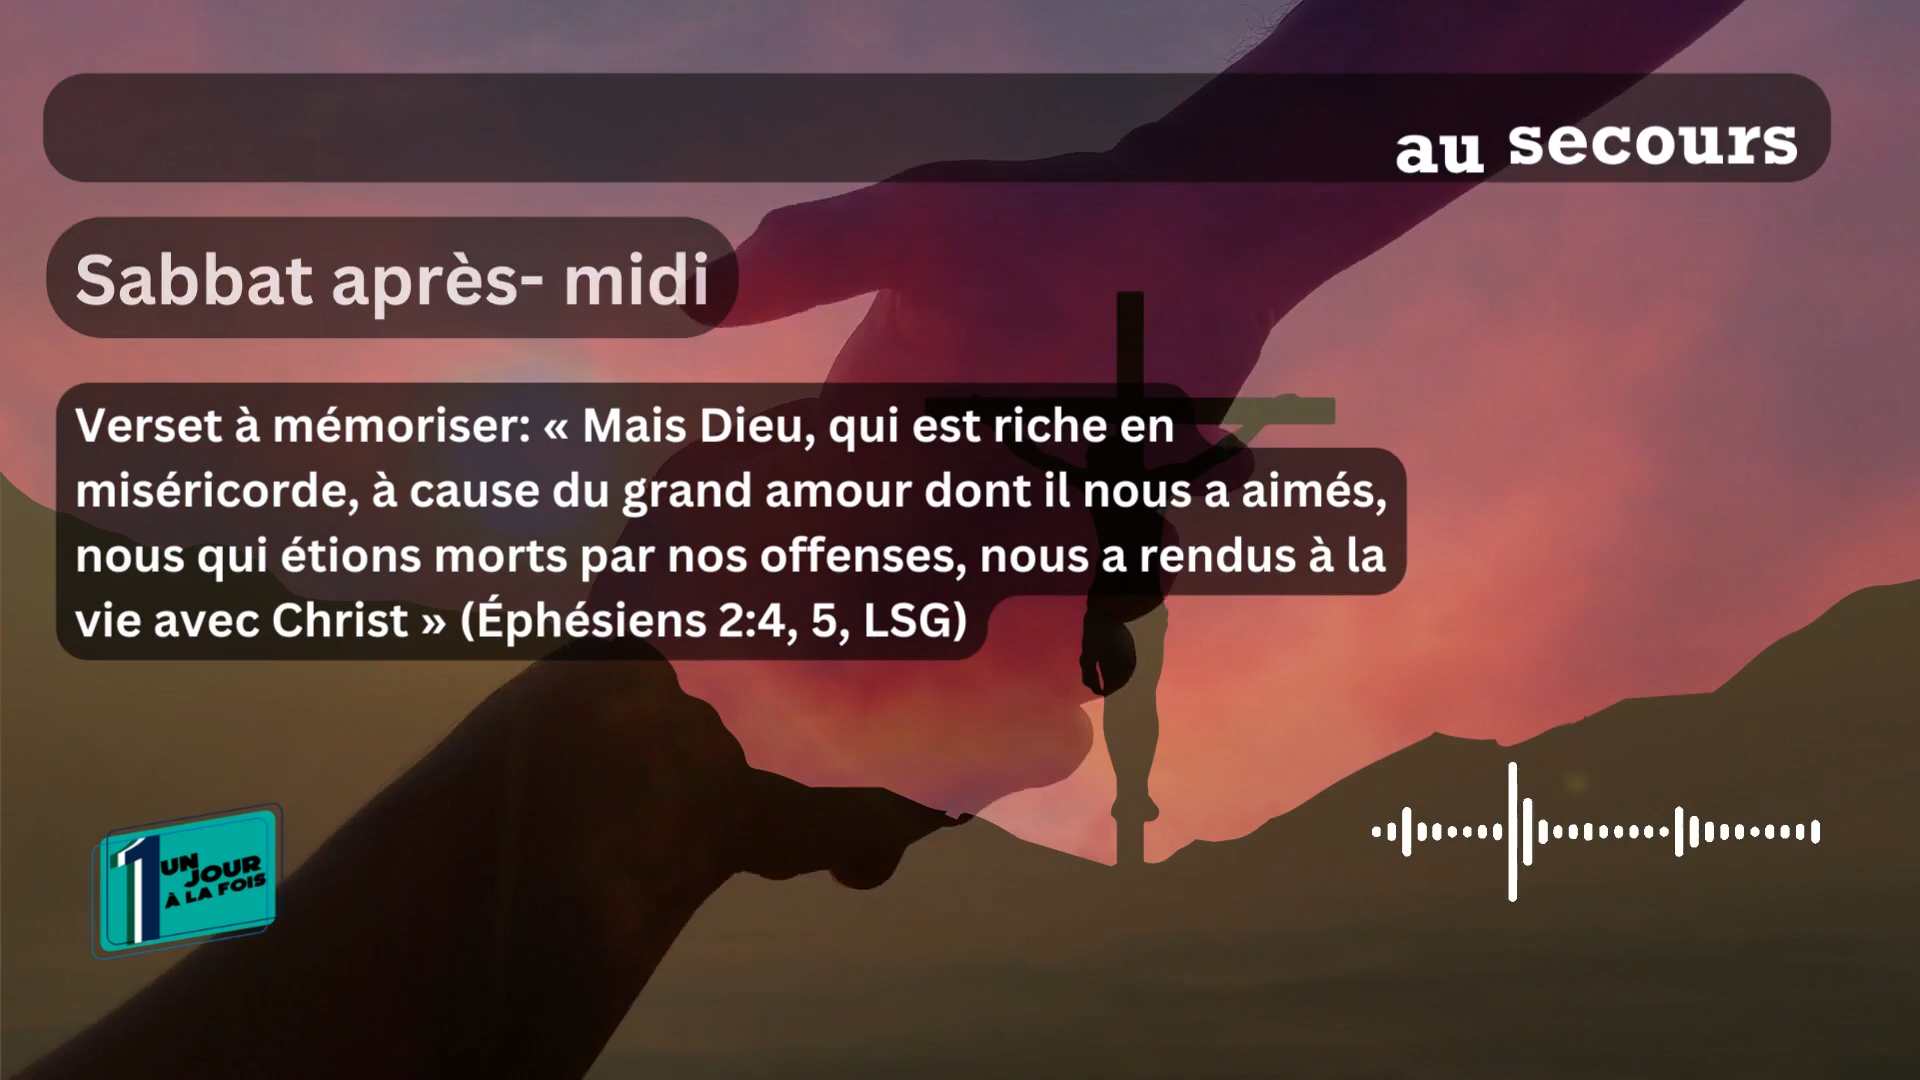 au secours
Sabbat après- midi
Verset à mémoriser: « Mais Dieu, qui est riche en
miséricorde, à cause du grand amour dont il nous a aimés,
nous qui étions morts par nos offenses, nous a rendus à la
vie avec Christ » (Éphésiens 2:4, 5, LSG)
1 UN
JOUR
À LA FOIS